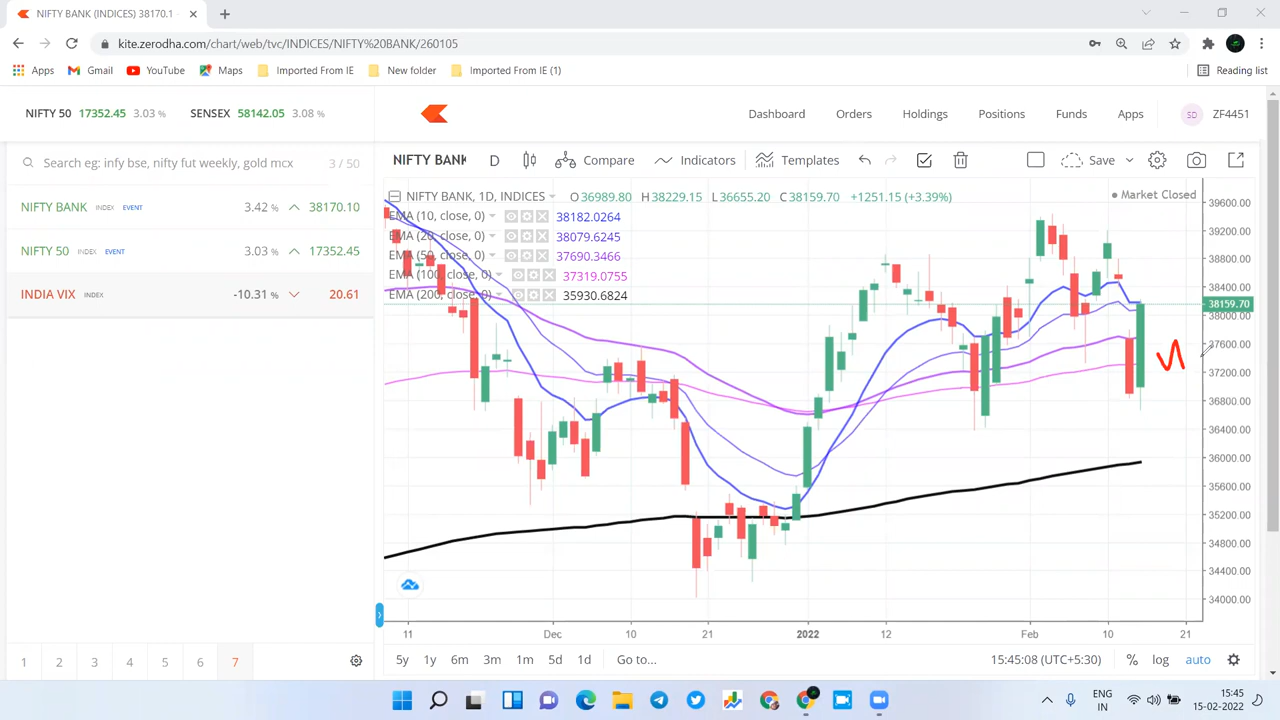 NIFTY BANK (INDICES) 38170.1
kite.zerodha.com/chart/web/tvc/INDICES/NIFTY%20BANK/260105
Apps Gmail YouTube Maps Imported From IE New folder Imported From IE (1) Reading list
NIFTY 50 17352.45 3.03 % SENSEX 58142.05 3.08 %
Dashboard Orders Holdings Positions Funds Apps SD ZF4451
Search eg: infy bse, nifty fut weekly, gold mcx 3 / 50
NIFTY BANK INDEX EVENT 3.42 % 38170.10
NIFTY 50 INDEX EVENT 3.03 % 17352.45
INDIA VIX INDEX -10.31 % 20.61
NIFTY BANK D Compare Indicators Templates Save
NIFTY BANK, 1D, INDICES O36989.80 H38229.15 L36655.20 C38159.70 +1251.15 (+3.39%)
Market Closed
EMA (10, close, 0) 38182.0264
EMA (20, close, 0) 38079.6245
EMA (50, close, 0) 37690.3466
EMA (100, close, 0) 37319.0755
EMA (200, close, 0) 35930.6824
39600.00
39200.00
38800.00
38400.00
38159.70
38000.00
37600.00
37200.00
36800.00
36400.00
36000.00
35600.00
35200.00
34800.00
34400.00
34000.00
11 Dec 10 21 2022 12 Feb 10 21
1 2 3 4 5 6 7
5y 1y 6m 3m 1m 5d 1d Go to... 15:45:08 (UTC+5:30) % log auto
ENG
IN
15:45
15-02-2022